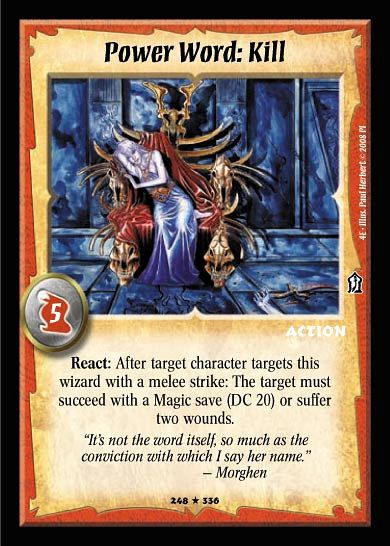 Power Word: Kill
4E • Illus. Paul Herbert © 2008 PI
5
ACTION
React: After target character targets this
wizard with a melee strike: The target must
succeed with a Magic save (DC 20) or suffer
two wounds.
“It’s not the word itself, so much as the
conviction with which I say her name.”
– Morghen
248 ★ 336